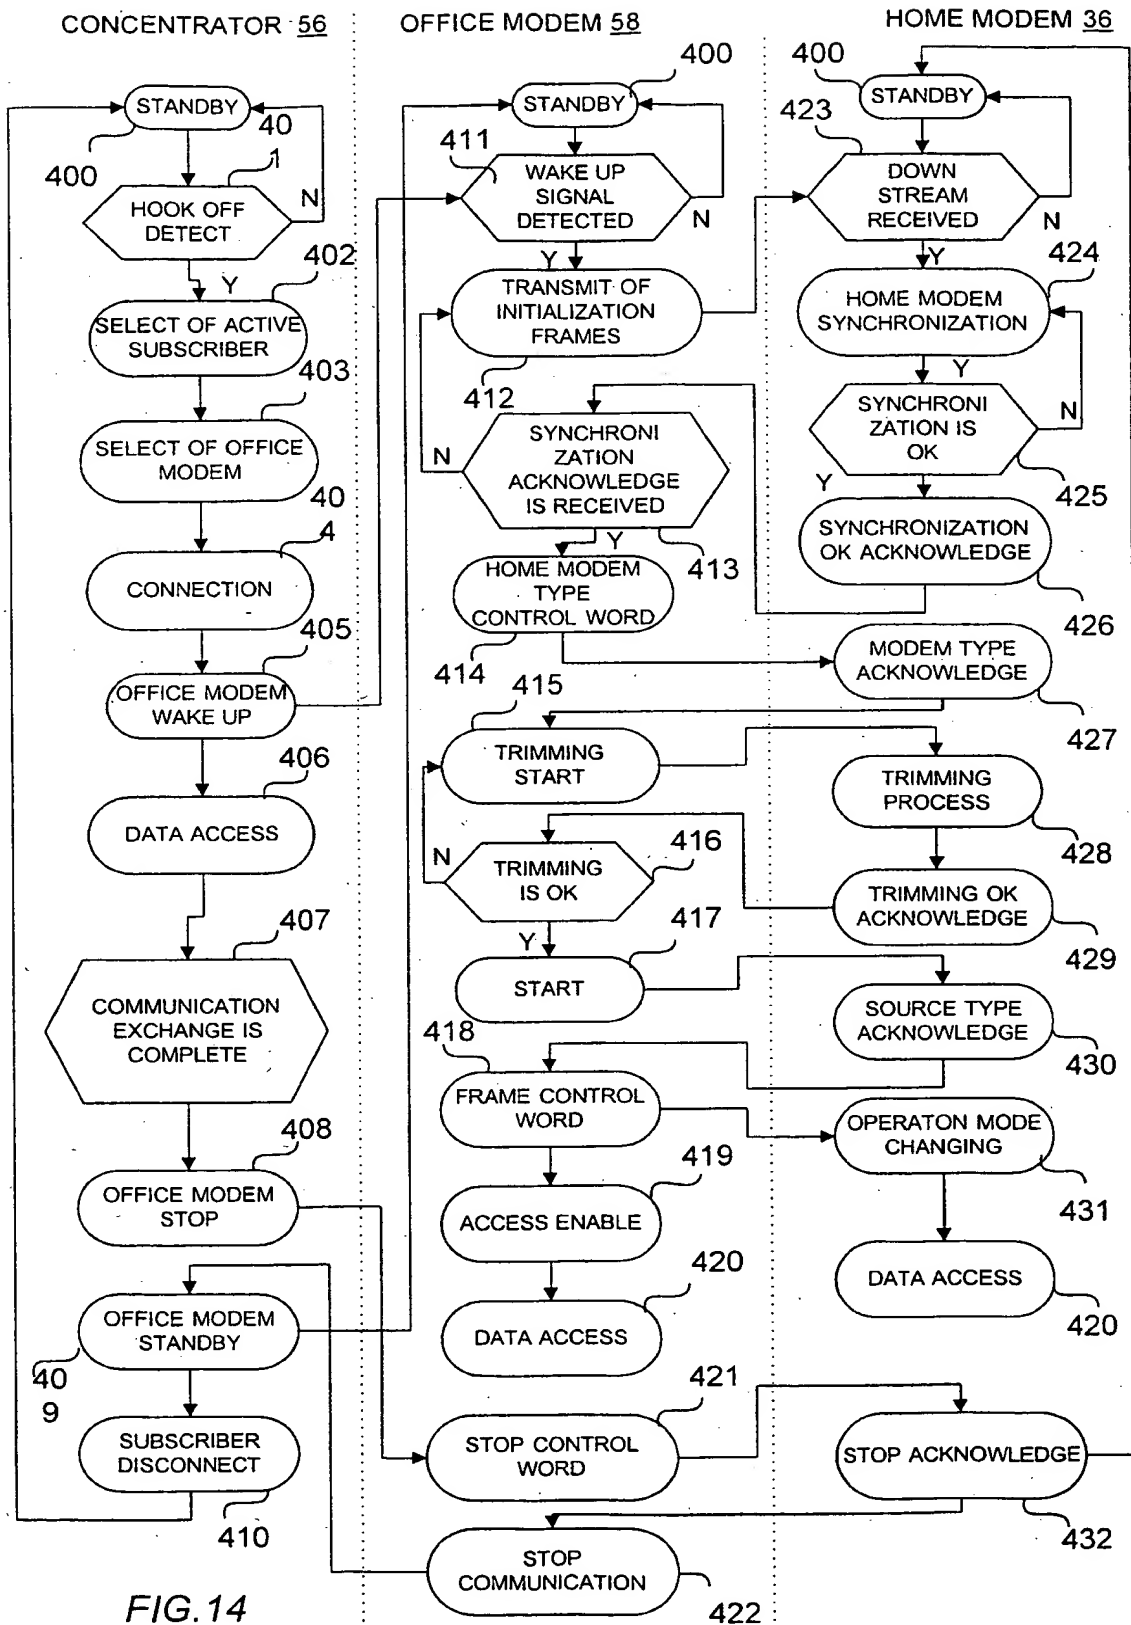 CONCENTRATOR 56
STANDBY
400
40
1
HOOK OFF
DETECT
N
Y
402
SELECT OF ACTIVE
SUBSCRIBER
403
SELECT OF OFFICE
MODEM
40
4
CONNECTION
405
OFFICE MODEM
WAKE UP
406
DATA ACCESS
407
COMMUNICATION
EXCHANGE IS
COMPLETE
408
OFFICE MODEM
STOP
OFFICE MODEM
STANDBY
40
9
SUBSCRIBER
DISCONNECT
410
OFFICE MODEM 58
400
STANDBY
411
WAKE UP
SIGNAL
DETECTED
N
Y
TRANSMIT OF
INITIALIZATION
FRAMES
412
SYNCHRONI
ZATION
ACKNOWLEDGE
IS RECEIVED
N
Y
413
HOME MODEM
TYPE
CONTROL WORD
414
415
TRIMMING
START
416
N
TRIMMING
IS OK
Y
417
START
418
FRAME CONTROL
WORD
419
ACCESS ENABLE
420
DATA ACCESS
421
STOP CONTROL
WORD
STOP
COMMUNICATION
422
HOME MODEM 36
400
STANDBY
423
DOWN
STREAM
RECEIVED
N
Y
424
HOME MODEM
SYNCHRONIZATION
Y
SYNCHRONI
ZATION IS
OK
N
Y
425
SYNCHRONIZATION
OK ACKNOWLEDGE
426
MODEM TYPE
ACKNOWLEDGE
427
TRIMMING
PROCESS
428
TRIMMING OK
ACKNOWLEDGE
429
SOURCE TYPE
ACKNOWLEDGE
430
OPERATON MODE
CHANGING
431
DATA ACCESS
420
STOP ACKNOWLEDGE
432
FIG.14